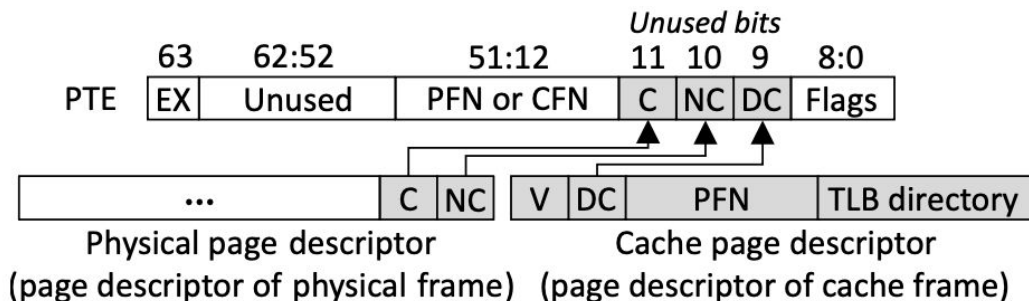 Unused bits
63 62:52 51:12 11 10 9 8:0
PTE EX Unused PFN or CFN C NC DC Flags
... C NC V DC PFN TLB directory
Physical page descriptor Cache page descriptor
(page descriptor of physical frame) (page descriptor of cache frame)